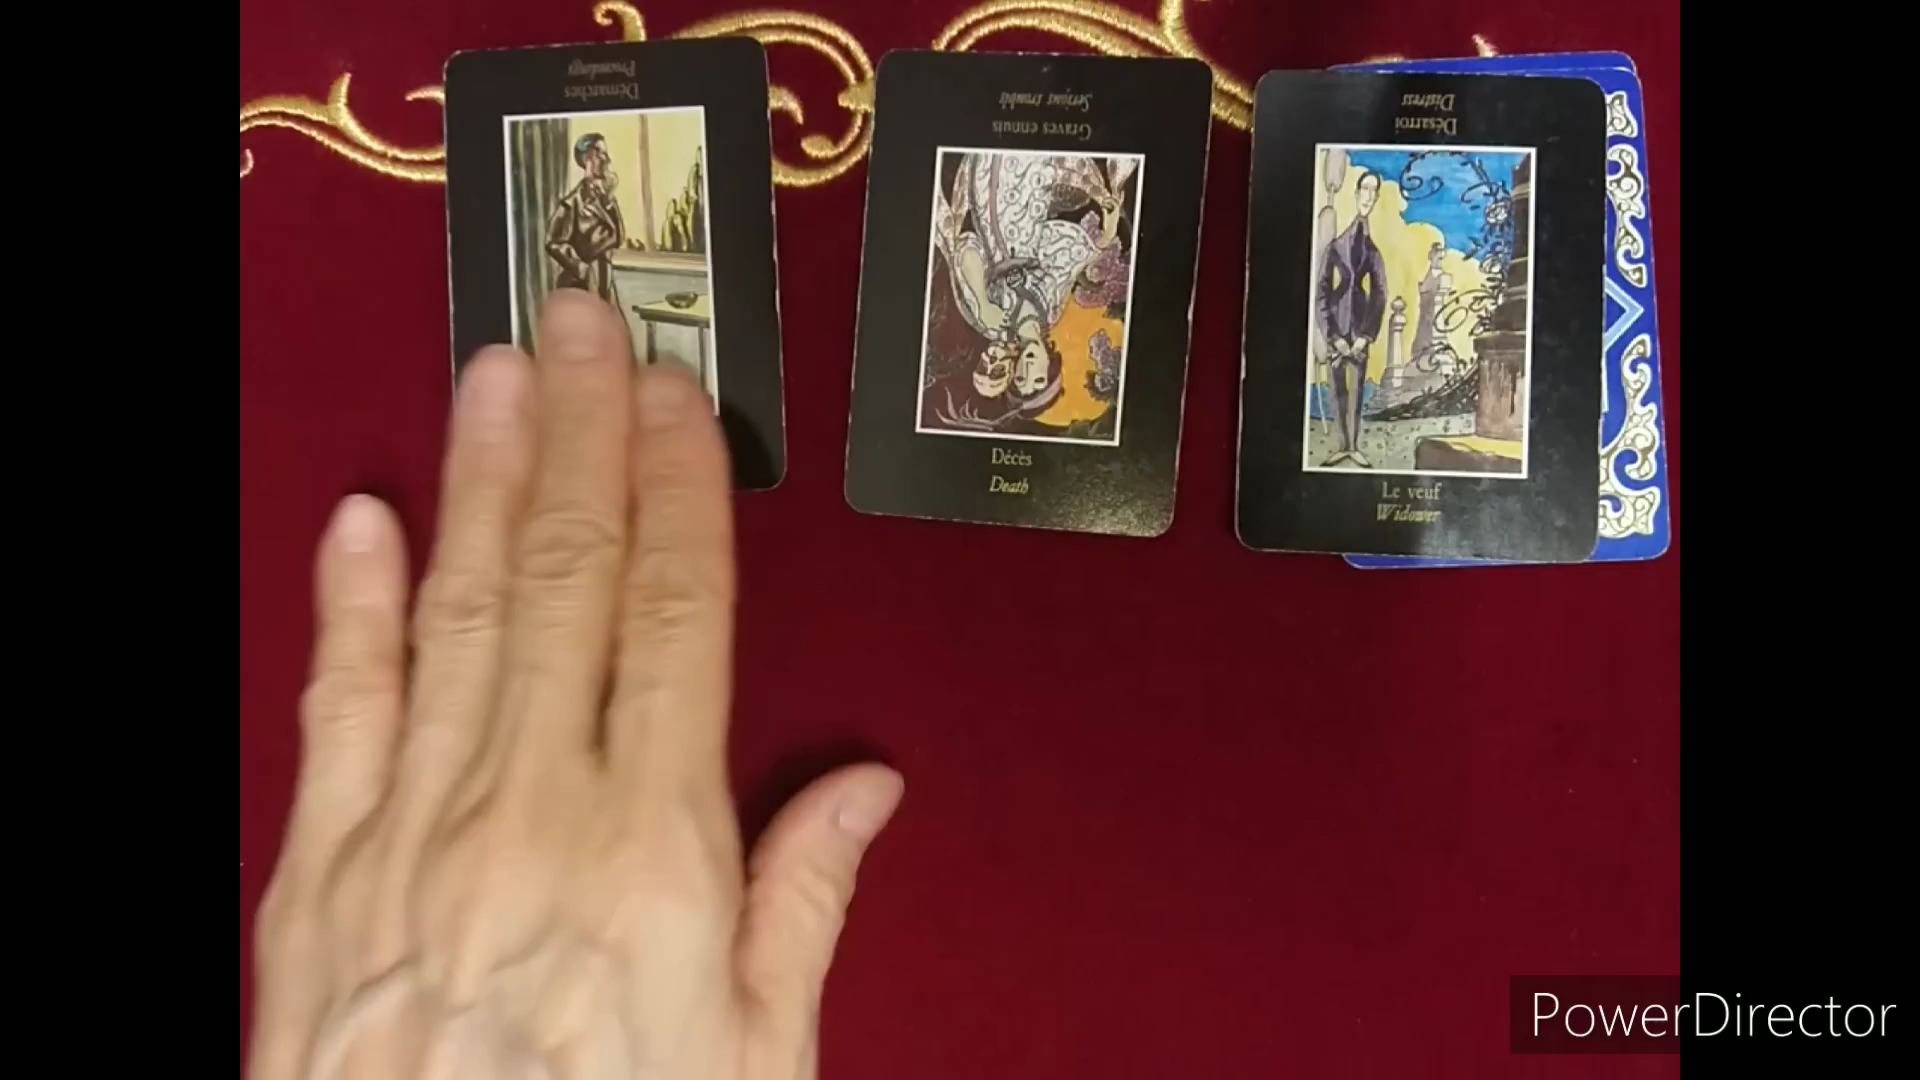 Démarches
Proceedings
Graves ennuis
Serious trouble
Décès
Death
Désarroi
Distress
Le veuf
Widower
PowerDirector